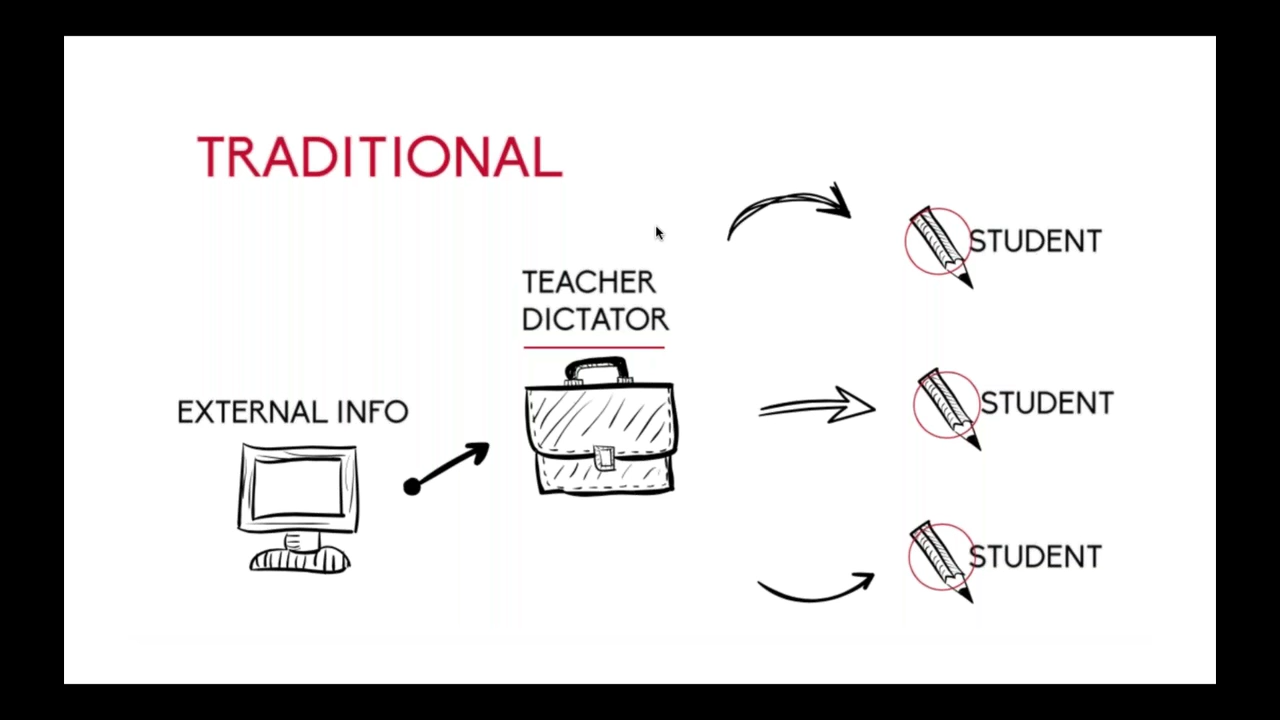 TRADITIONAL
TEACHER
DICTATOR
EXTERNAL INFO
STUDENT
STUDENT
STUDENT